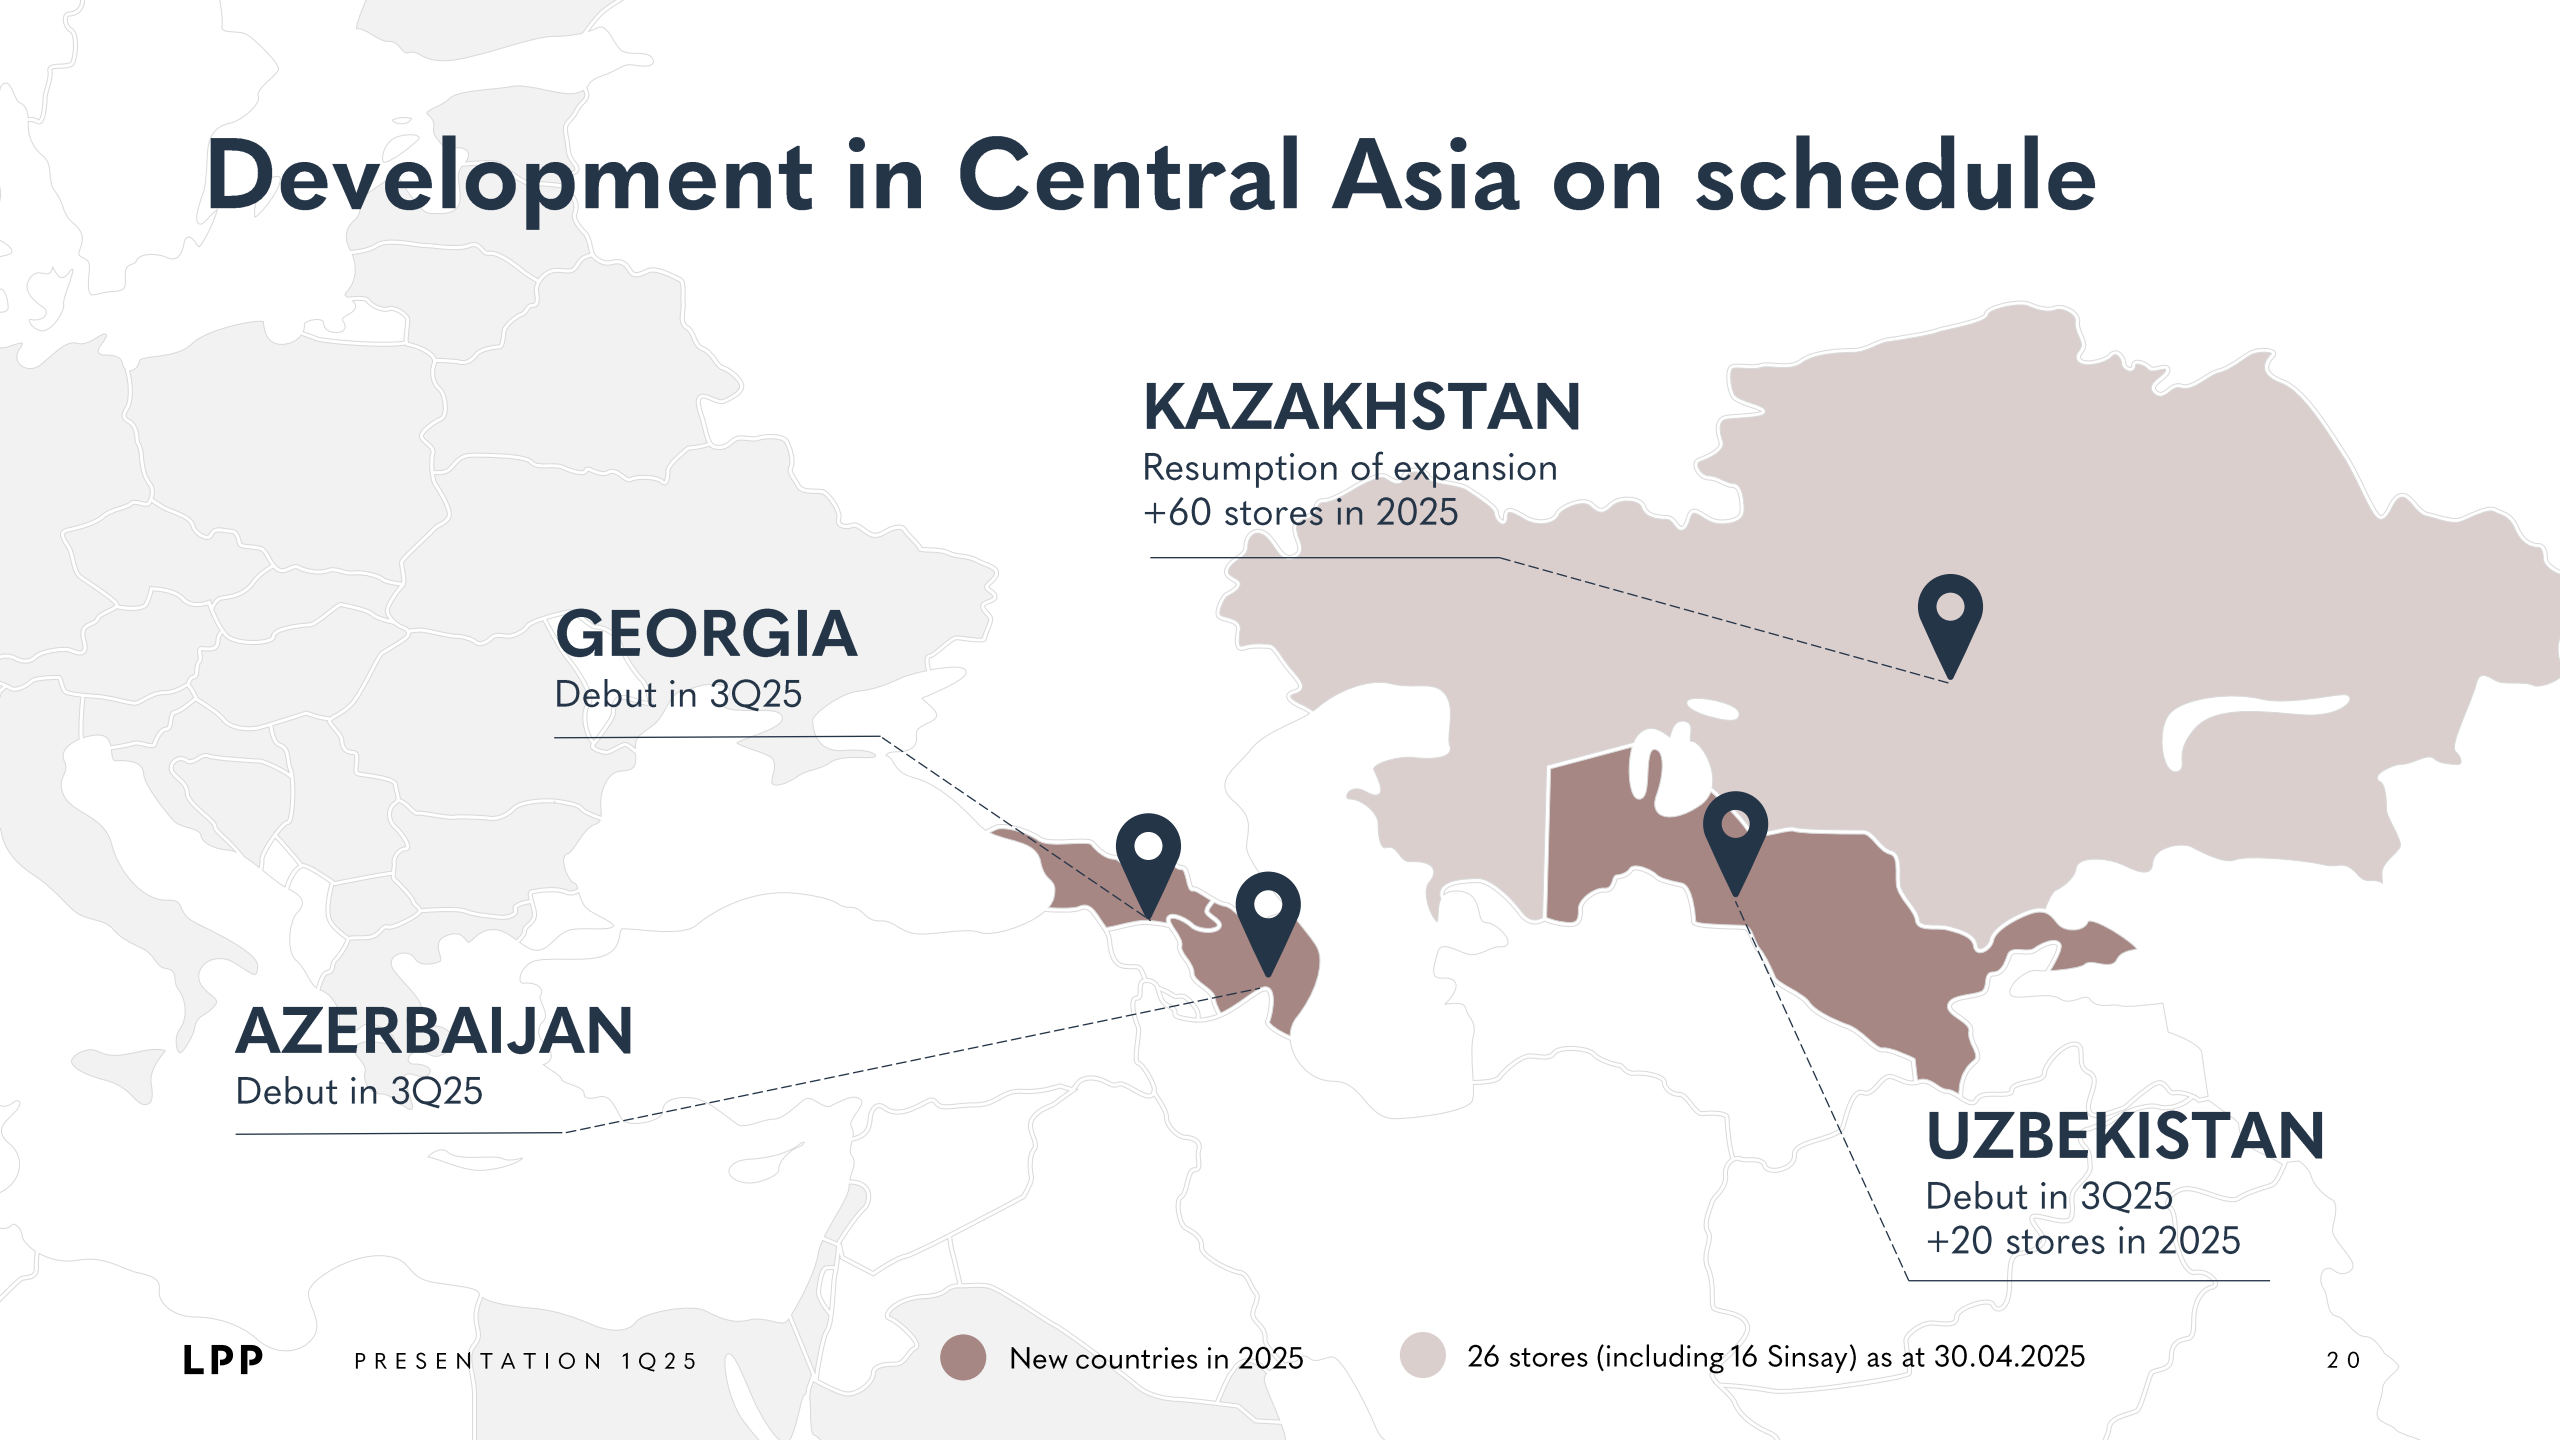 Development in Central Asia on schedule
KAZAKHSTAN
Resumption of expansion
+60 stores in 2025
GEORGIA
Debut in 3Q25
AZERBAIJAN
Debut in 3Q25
UZBEKISTAN
Debut in 3Q25
+20 stores in 2025
LPP
PRESENTATION 1Q25
New countries in 2025
26 stores (including 16 Sinsay) as at 30.04.2025
20